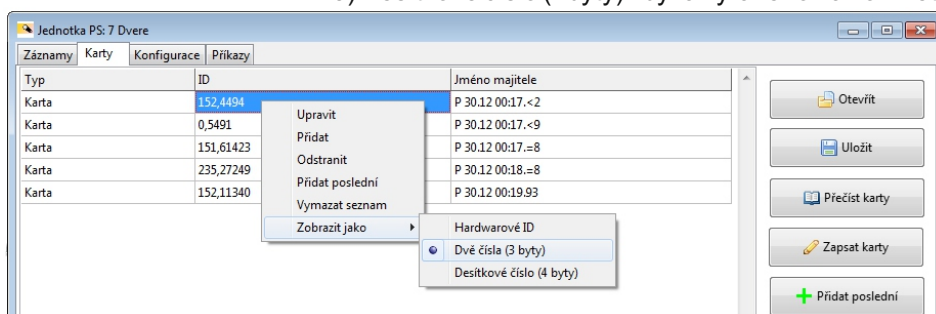 Jednotka PS: 7 Dvere
Záznamy Karty Konfigurace Příkazy
Typ ID Jméno majitele
Karta 152,4494 P 30.12 00:17.<2
Karta 0,5491 P 30.12 00:17.<9
Karta 151,61423 P 30.12 00:17.=8
Karta 235,27249 P 30.12 00:18.=8
Karta 152,11340 P 30.12 00:19.93
Upravit
Přidat
Odstranit
Přidat poslední
Vymazat seznam
Zobrazit jako
Hardwarové ID
Dvě čísla (3 byty)
Desítkové číslo (4 byty)
Otevřít
Uložit
Přečíst karty
Zapsat karty
Přidat poslední